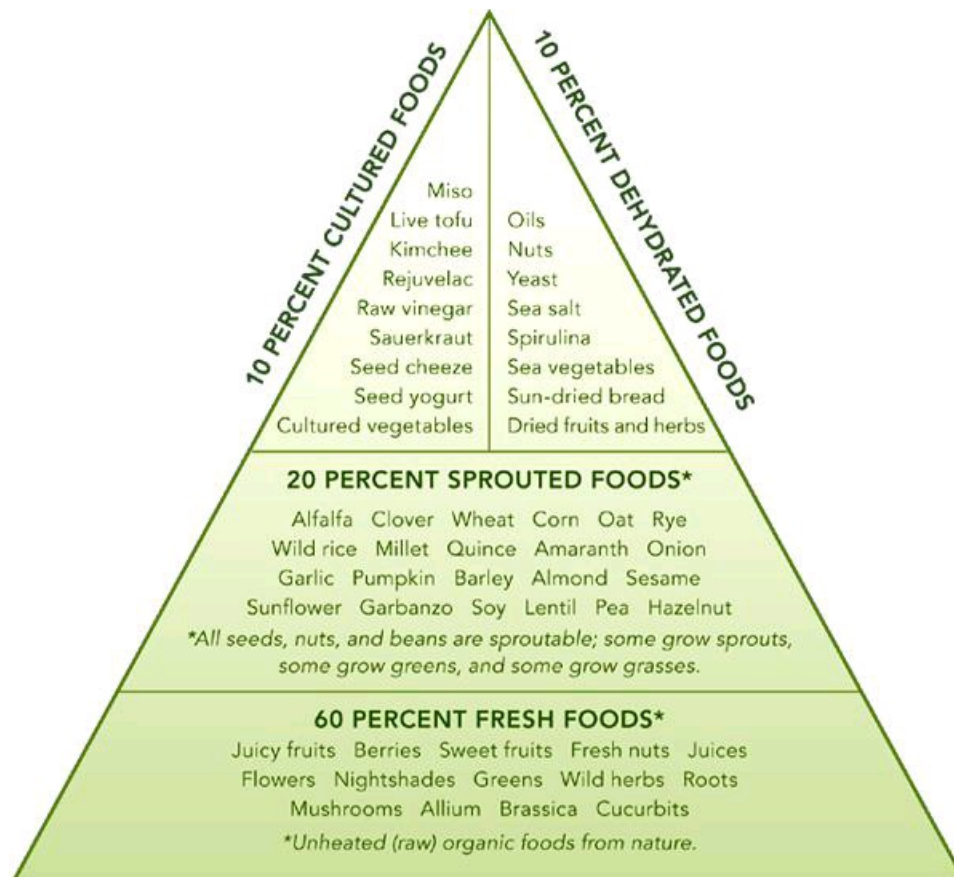 10 PERCENT CULTURED FOODS
10 PERCENT DEHYDRATED FOODS
Miso
Live tofu
Kimchee
Rejuvelac
Raw vinegar
Sauerkraut
Seed cheeze
Seed yogurt
Cultured vegetables
Oils
Nuts
Yeast
Sea salt
Spirulina
Sea vegetables
Sun-dried bread
Dried fruits and herbs
20 PERCENT SPROUTED FOODS*
Alfalfa Clover Wheat Corn Oat Rye
Wild rice Millet Quince Amaranth Onion
Garlic Pumpkin Barley Almond Sesame
Sunflower Garbanzo Soy Lentil Pea Hazelnut
*All seeds, nuts, and beans are sproutable; some grow sprouts,
some grow greens, and some grow grasses.
60 PERCENT FRESH FOODS*
Juicy fruits Berries Sweet fruits Fresh nuts Juices
Flowers Nightshades Greens Wild herbs Roots
Mushrooms Allium Brassica Cucurbits
*Unheated (raw) organic foods from nature.